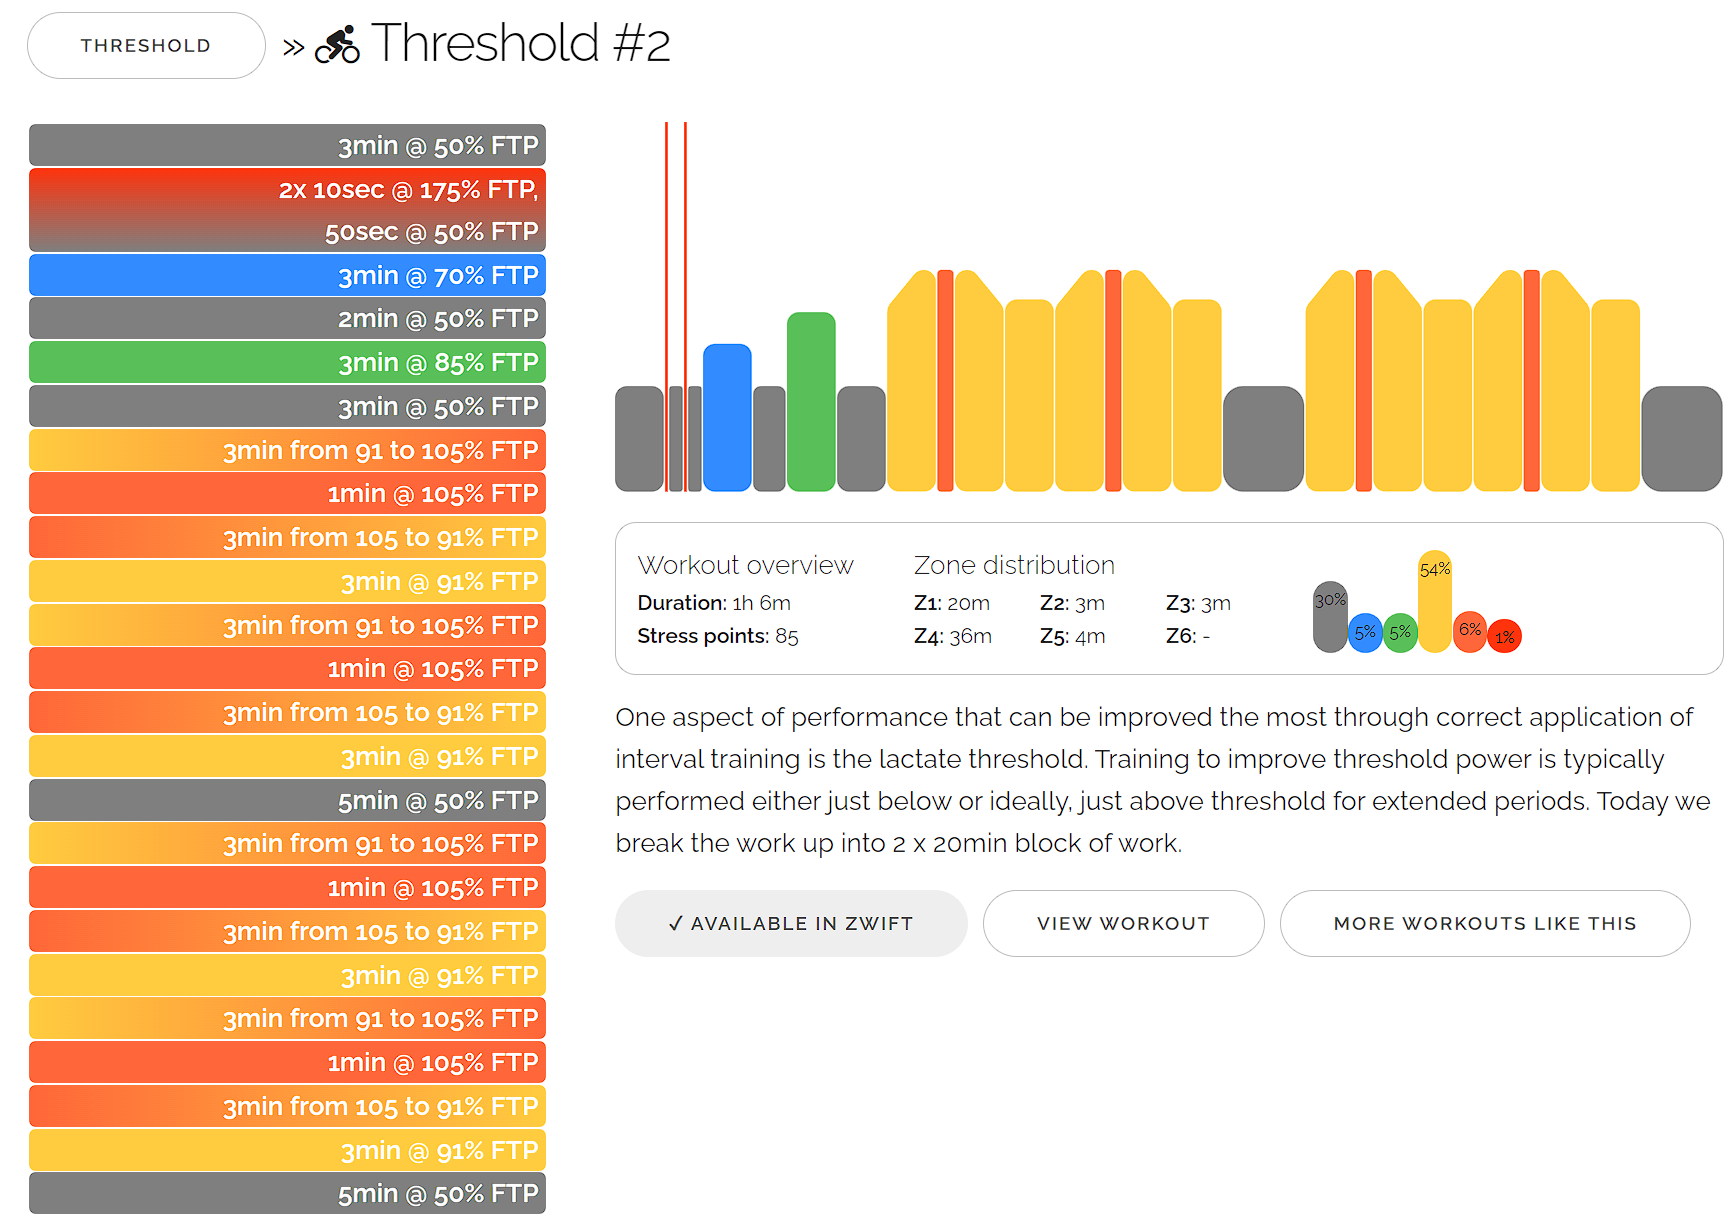 THRESHOLD » Threshold #2
3min @ 50% FTP
2x 10sec @ 175% FTP,
50sec @ 50% FTP
3min @ 70% FTP
2min @ 50% FTP
3min @ 85% FTP
3min @ 50% FTP
3min from 91 to 105% FTP
1min @ 105% FTP
3min from 105 to 91% FTP
3min @ 91% FTP
3min from 91 to 105% FTP
1min @ 105% FTP
3min from 105 to 91% FTP
3min @ 91% FTP
5min @ 50% FTP
3min from 91 to 105% FTP
1min @ 105% FTP
3min from 105 to 91% FTP
3min @ 91% FTP
3min from 91 to 105% FTP
1min @ 105% FTP
3min from 105 to 91% FTP
3min @ 91% FTP
5min @ 50% FTP
Workout overview
Duration: 1h 6m
Stress points: 85
Zone distribution
Z1: 20m Z2: 3m Z3: 3m
Z4: 36m Z5: 4m Z6: -
30% 5% 5% 54% 6% 1%
One aspect of performance that can be improved the most through correct application of
interval training is the lactate threshold. Training to improve threshold power is typically
performed either just below or ideally, just above threshold for extended periods. Today we
break the work up into 2 x 20min block of work.
✓ AVAILABLE IN ZWIFT VIEW WORKOUT MORE WORKOUTS LIKE THIS